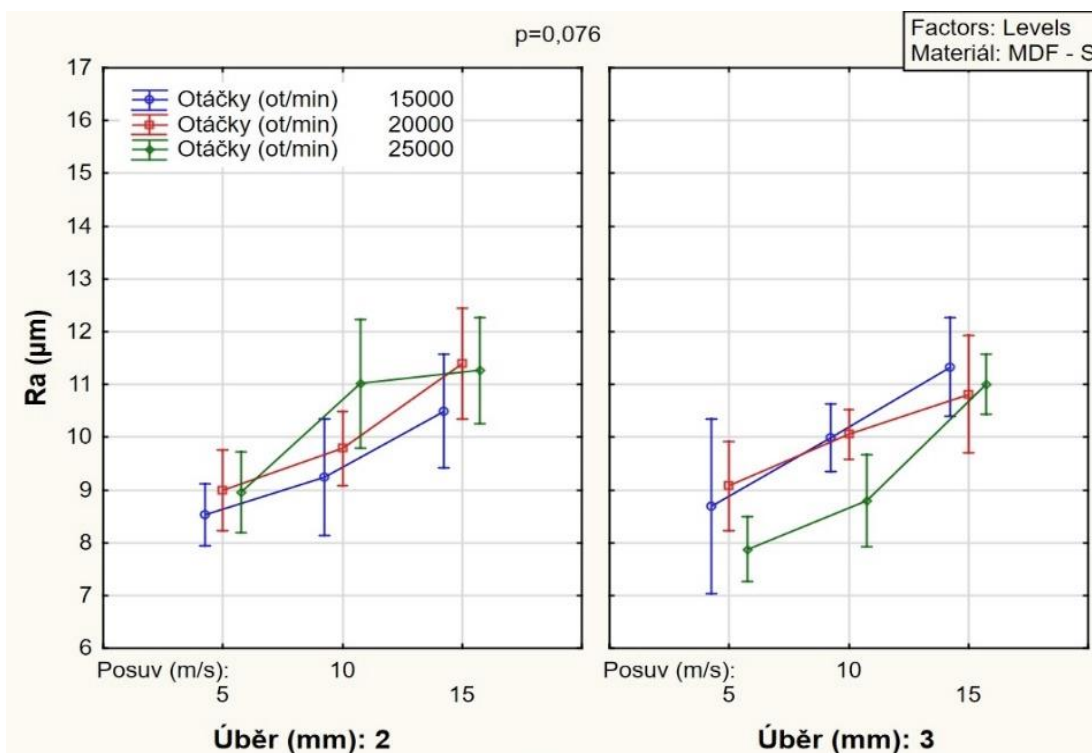 p=0,076
Factors: Levels
Materiál: MDF - S
Otáčky (ot/min) 15000
Otáčky (ot/min) 20000
Otáčky (ot/min) 25000
17
16
15
14
13
12
11
10
9
8
7
6
Ra (µm)
Posuv (m/s): 10
5 15
10
5 15
Úběr (mm): 2
Úběr (mm): 3